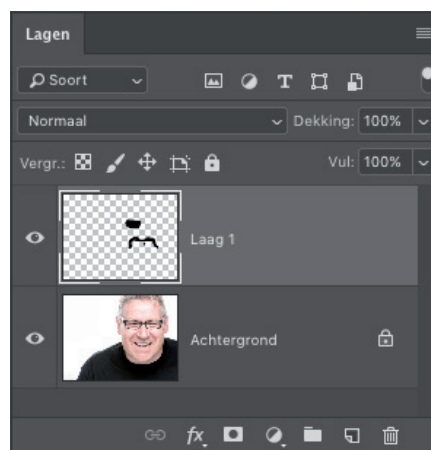 Lagen
Soort
Normaal Dekking: 100%
Vergr.: Vul: 100%
Laag 1
Achtergrond
fx